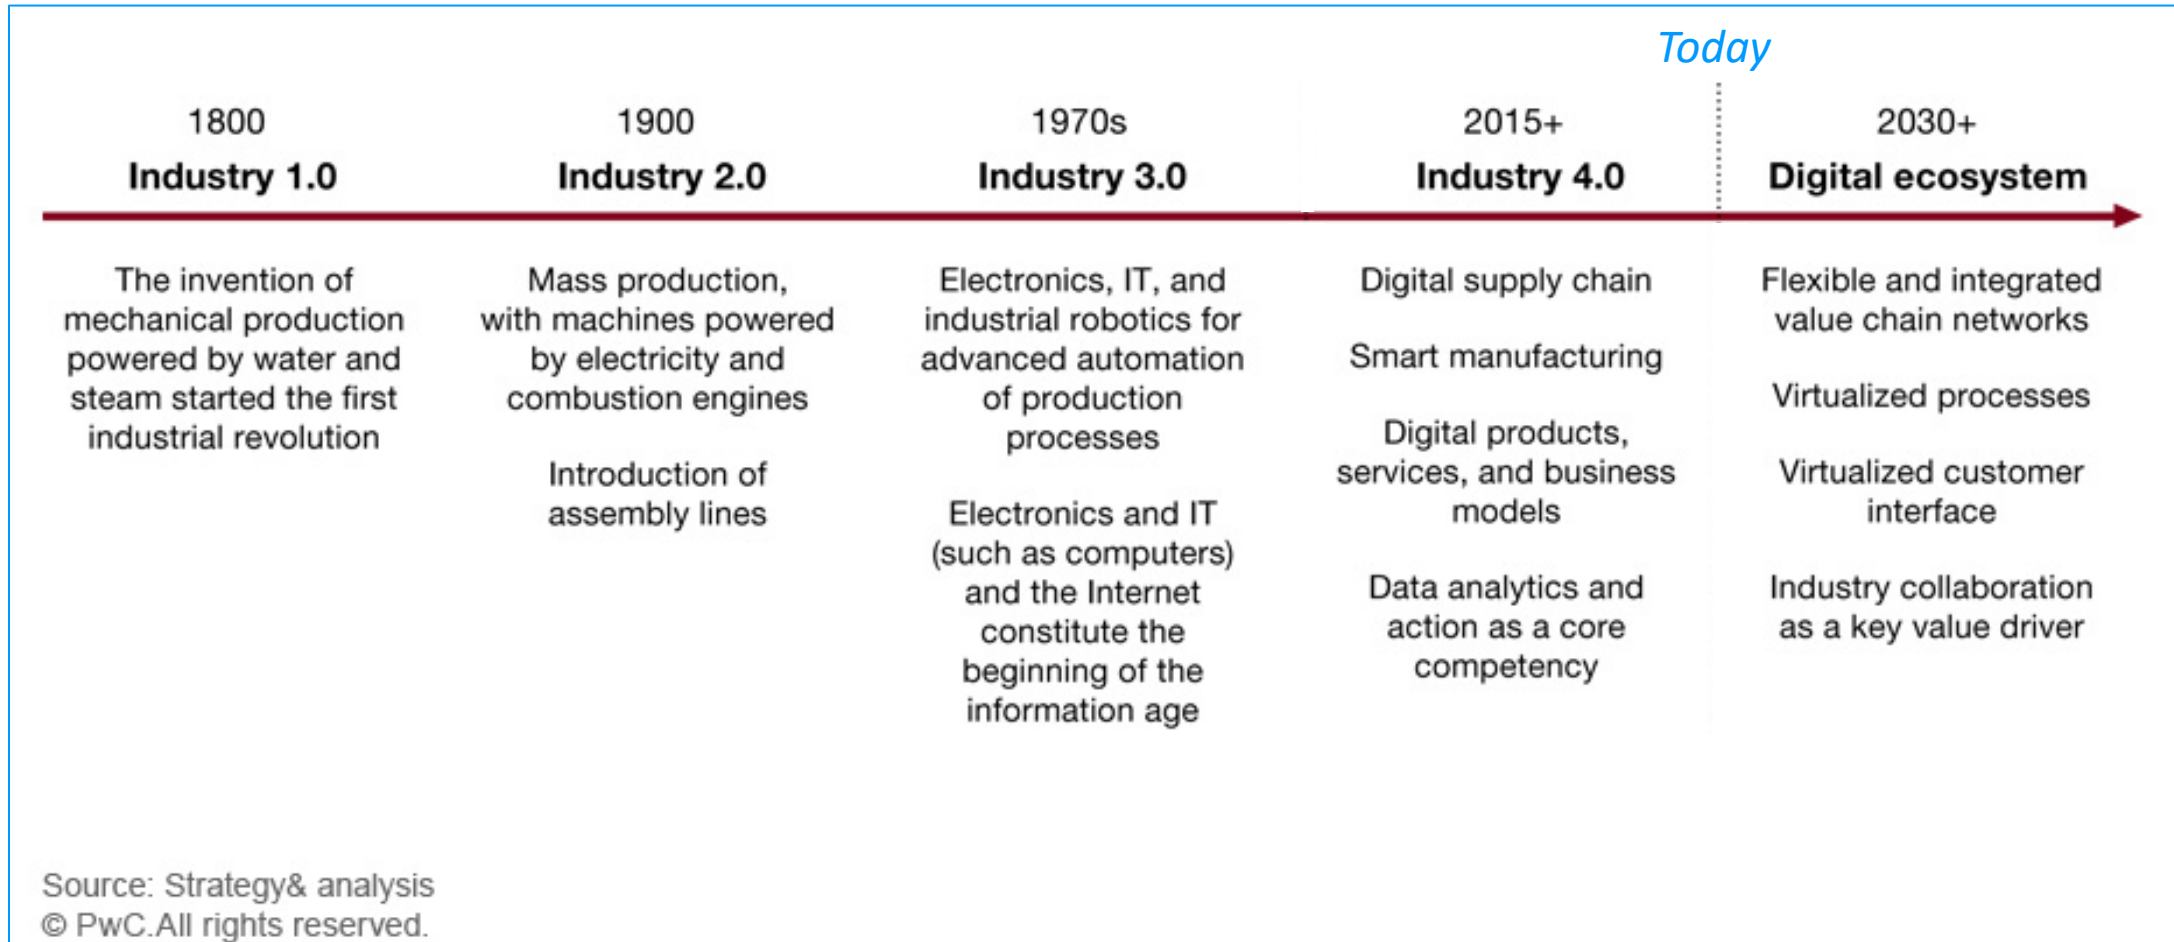 Today
1800
Industry 1.0
The invention of
mechanical production
powered by water and
steam started the first
industrial revolution
1900
Industry 2.0
Mass production,
with machines powered
by electricity and
combustion engines
Introduction of
assembly lines
1970s
Industry 3.0
Electronics, IT, and
industrial robotics for
advanced automation
of production
processes
Electronics and IT
(such as computers)
and the Internet
constitute the
beginning of the
information age
2015+
Industry 4.0
Digital supply chain
Smart manufacturing
Digital products,
services, and business
models
Data analytics and
action as a core
competency
2030+
Digital ecosystem
Flexible and integrated
value chain networks
Virtualized processes
Virtualized customer
interface
Industry collaboration
as a key value driver
Source: Strategy& analysis
© PwC.All rights reserved.